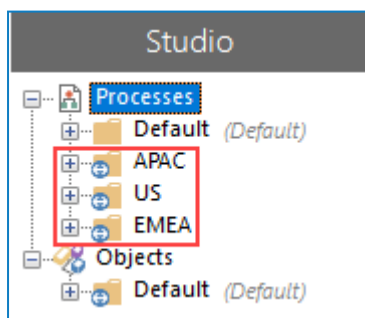 Studio
Processes
Default (Default)
APAC
US
EMEA
Objects
Default (Default)